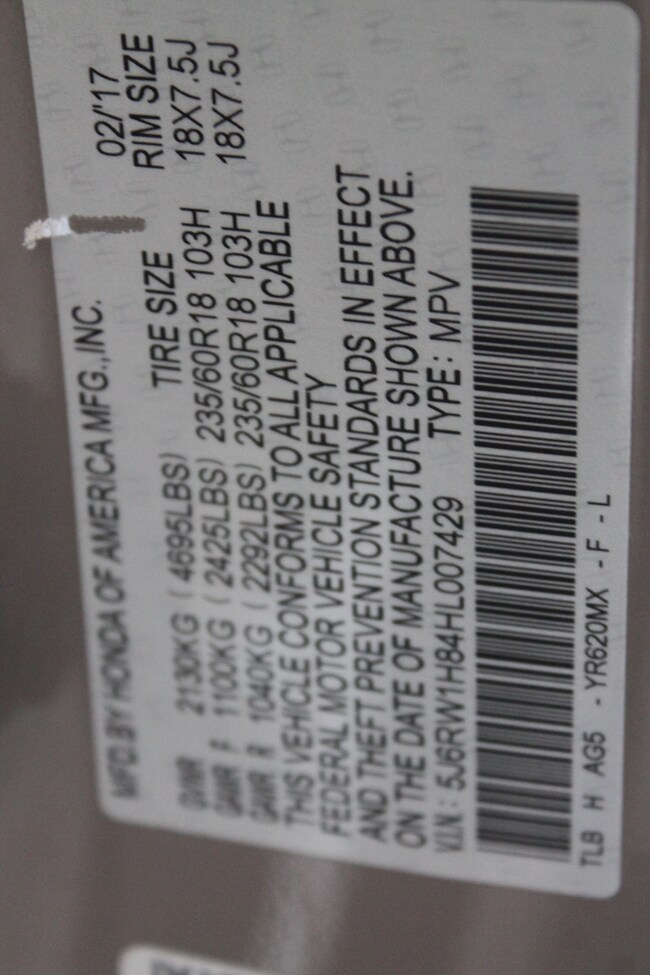 MFD.BY HONDA OF AMERICA MFG.,INC. 02/'17
GVWR 2130KG ( 4695LBS) TIRE SIZE RIM SIZE
GAWR F 1100KG ( 2425LBS) 235/60R18 103H 18X7.5J
GAWR R 1040KG ( 2292LBS) 235/60R18 103H 18X7.5J
THIS VEHICLE CONFORMS TO ALL APPLICABLE
FEDERAL MOTOR VEHICLE SAFETY
AND THEFT PREVENTION STANDARDS IN EFFECT
ON THE DATE OF MANUFACTURE SHOWN ABOVE.
V.I.N.: 5J6RW1H84HL007429 TYPE: MPV
TLB H AG5 - YR620MX - F - L